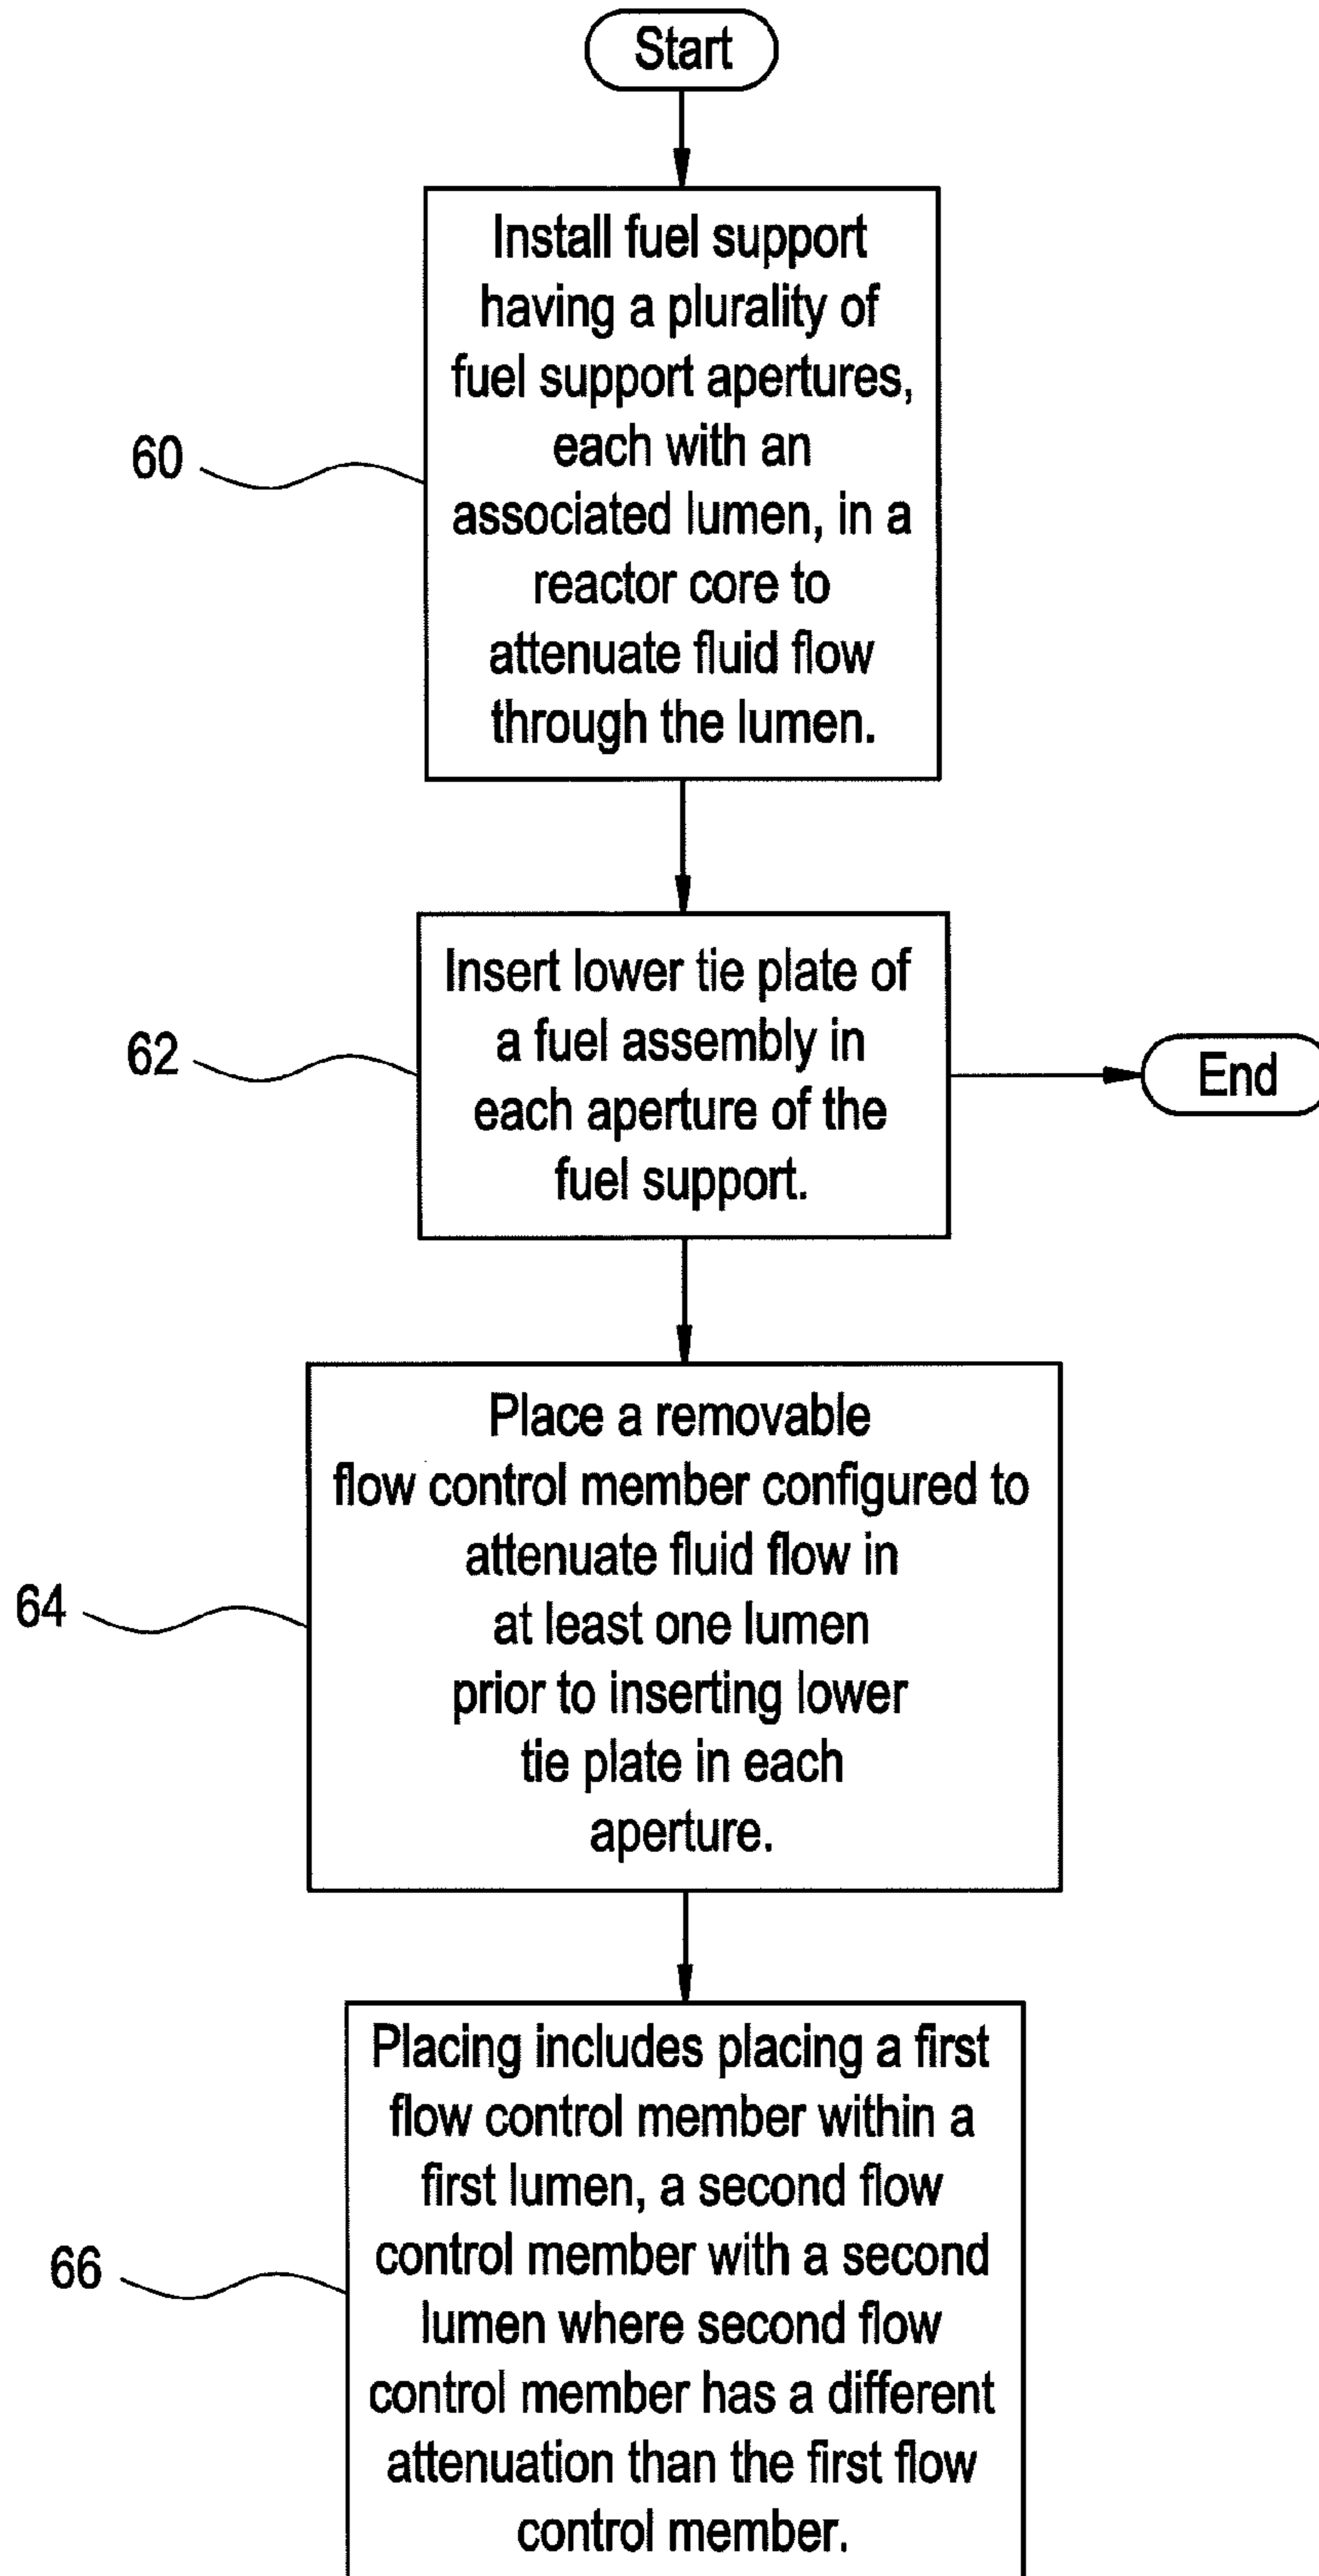 Start
Install fuel support
having a plurality of
fuel support apertures,
each with an
associated lumen, in a
reactor core to
attenuate fluid flow
through the lumen.
60
Insert lower tie plate of
a fuel assembly in
each aperture of the
fuel support.
62
End
Place a removable
flow control member configured to
attenuate fluid flow in
at least one lumen
prior to inserting lower
tie plate in each
aperture.
64
Placing includes placing a first
flow control member within a
first lumen, a second flow
control member with a second
lumen where second flow
control member has a different
attenuation than the first flow
control member.
66